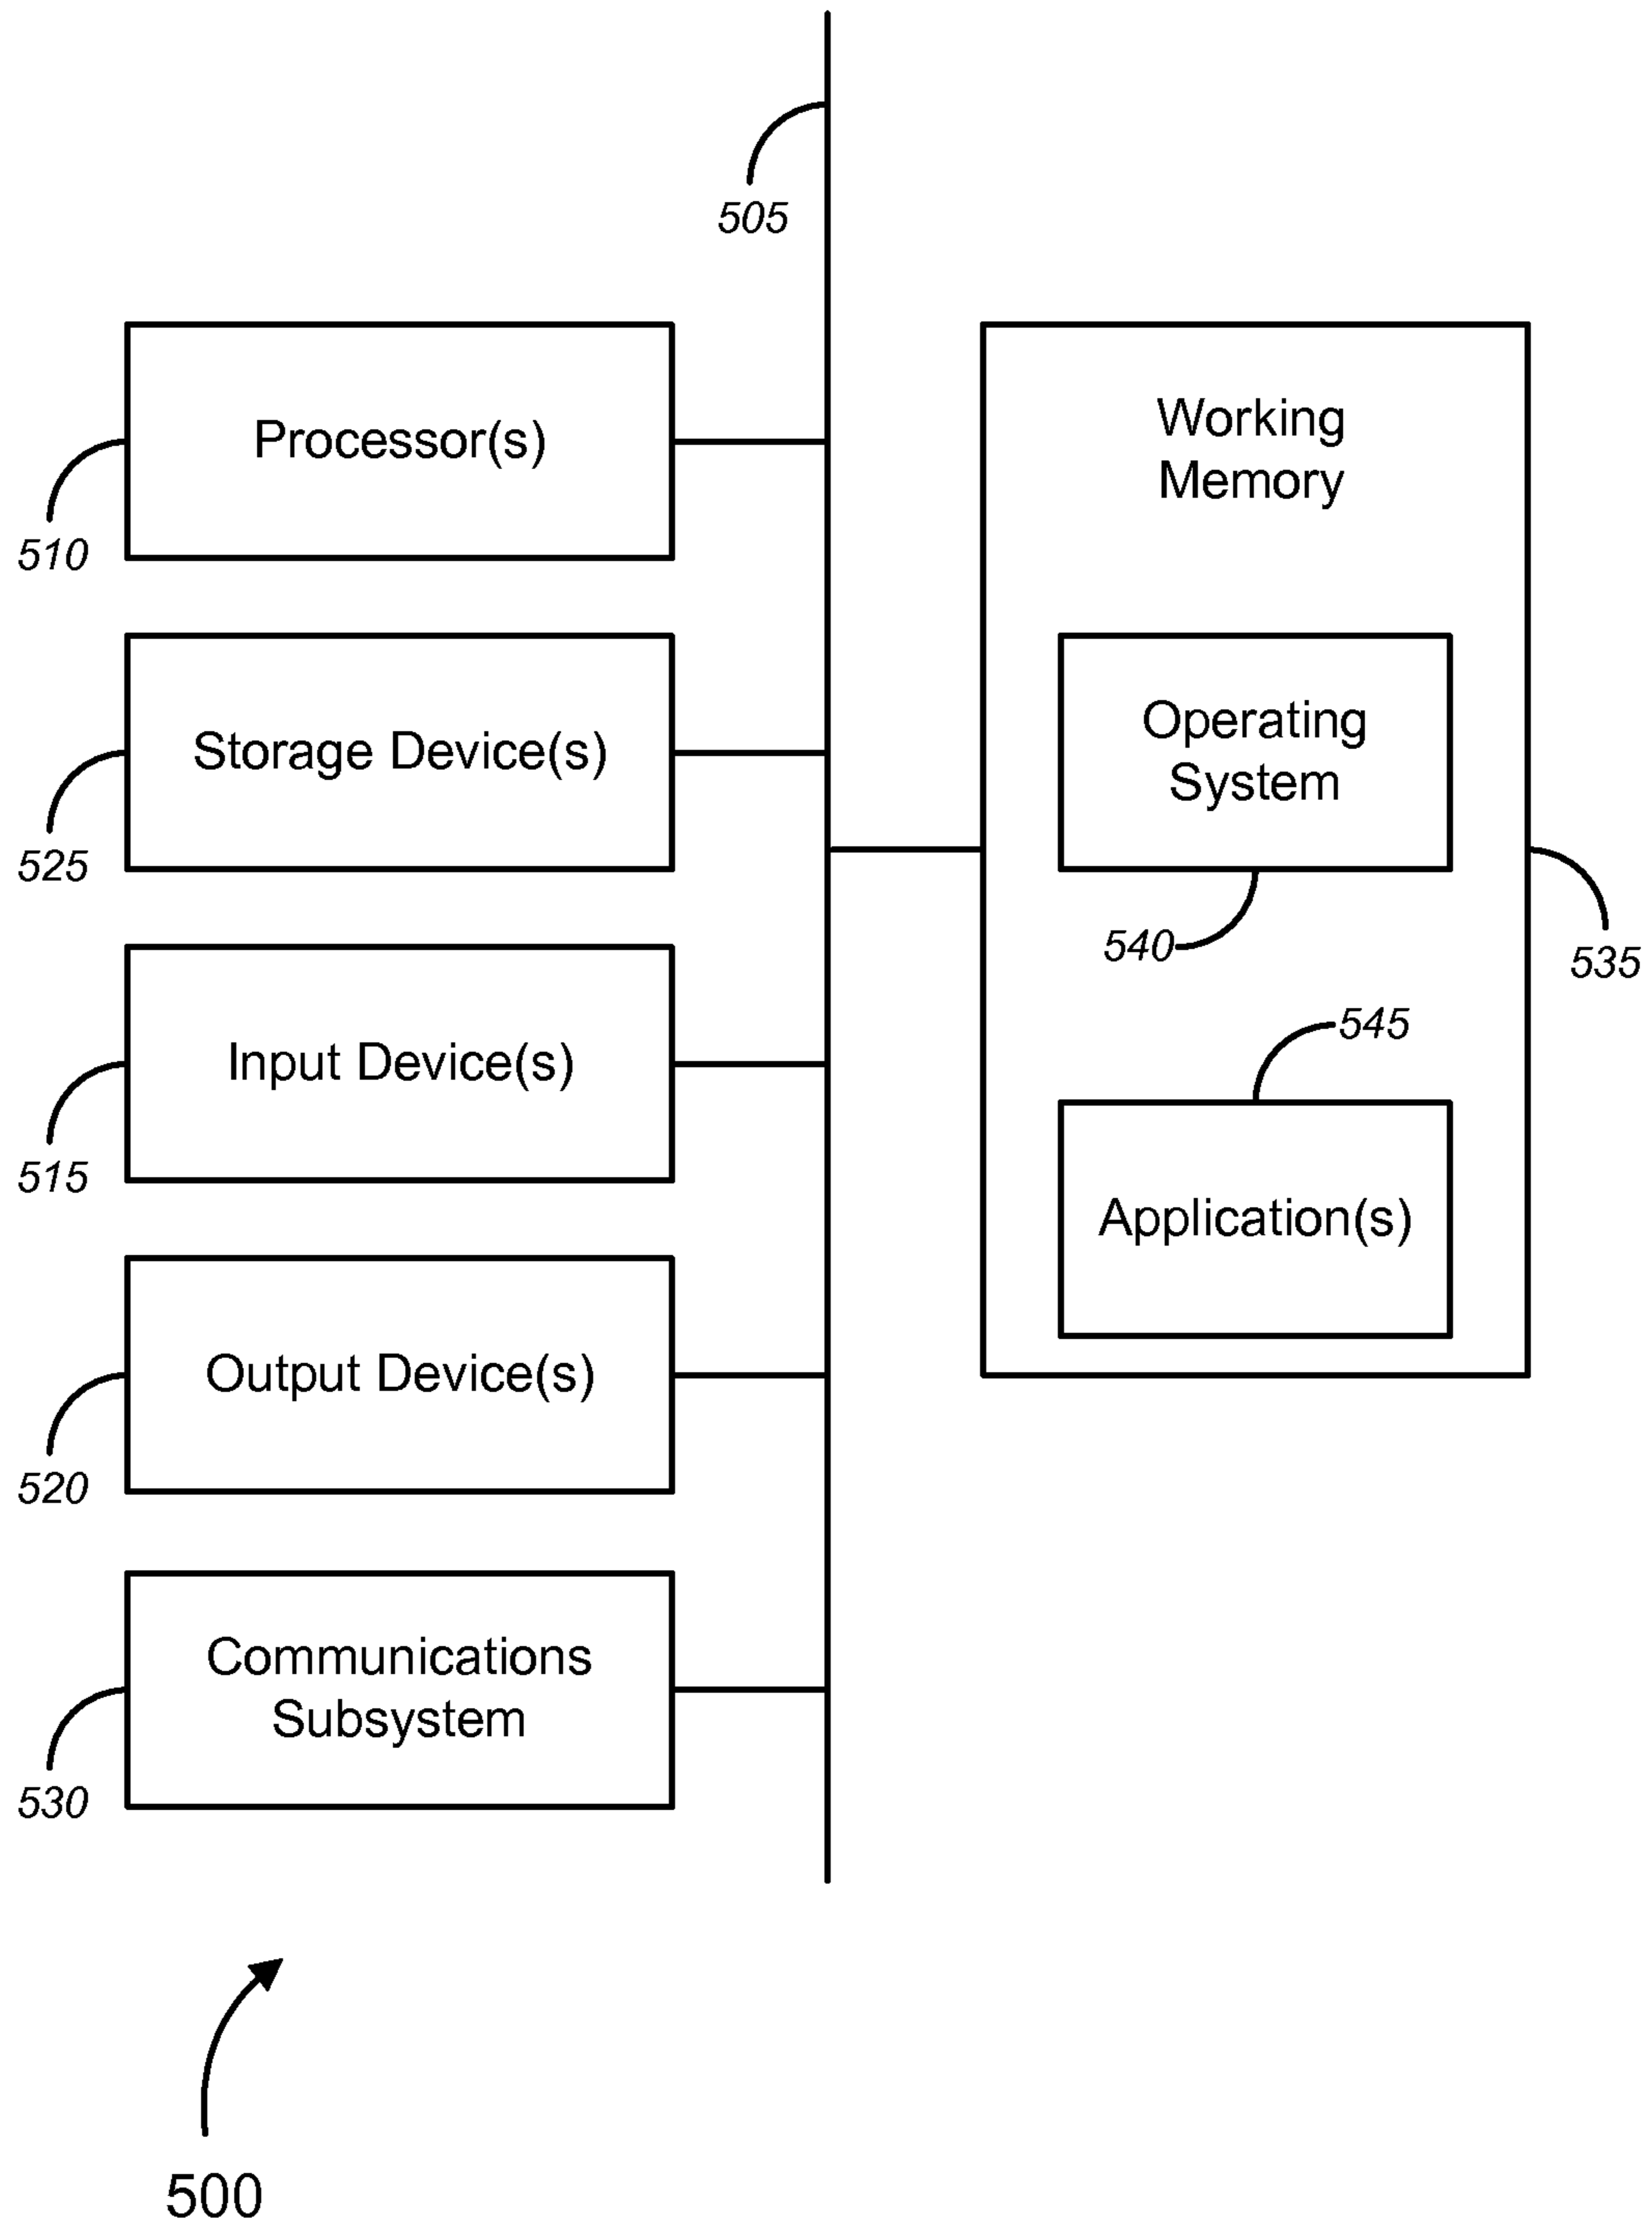 505
Processor(s)
510
Storage Device(s)
525
Input Device(s)
515
Output Device(s)
520
Communications
Subsystem
530
Working
Memory
Operating
System
540
535
545
Application(s)
500